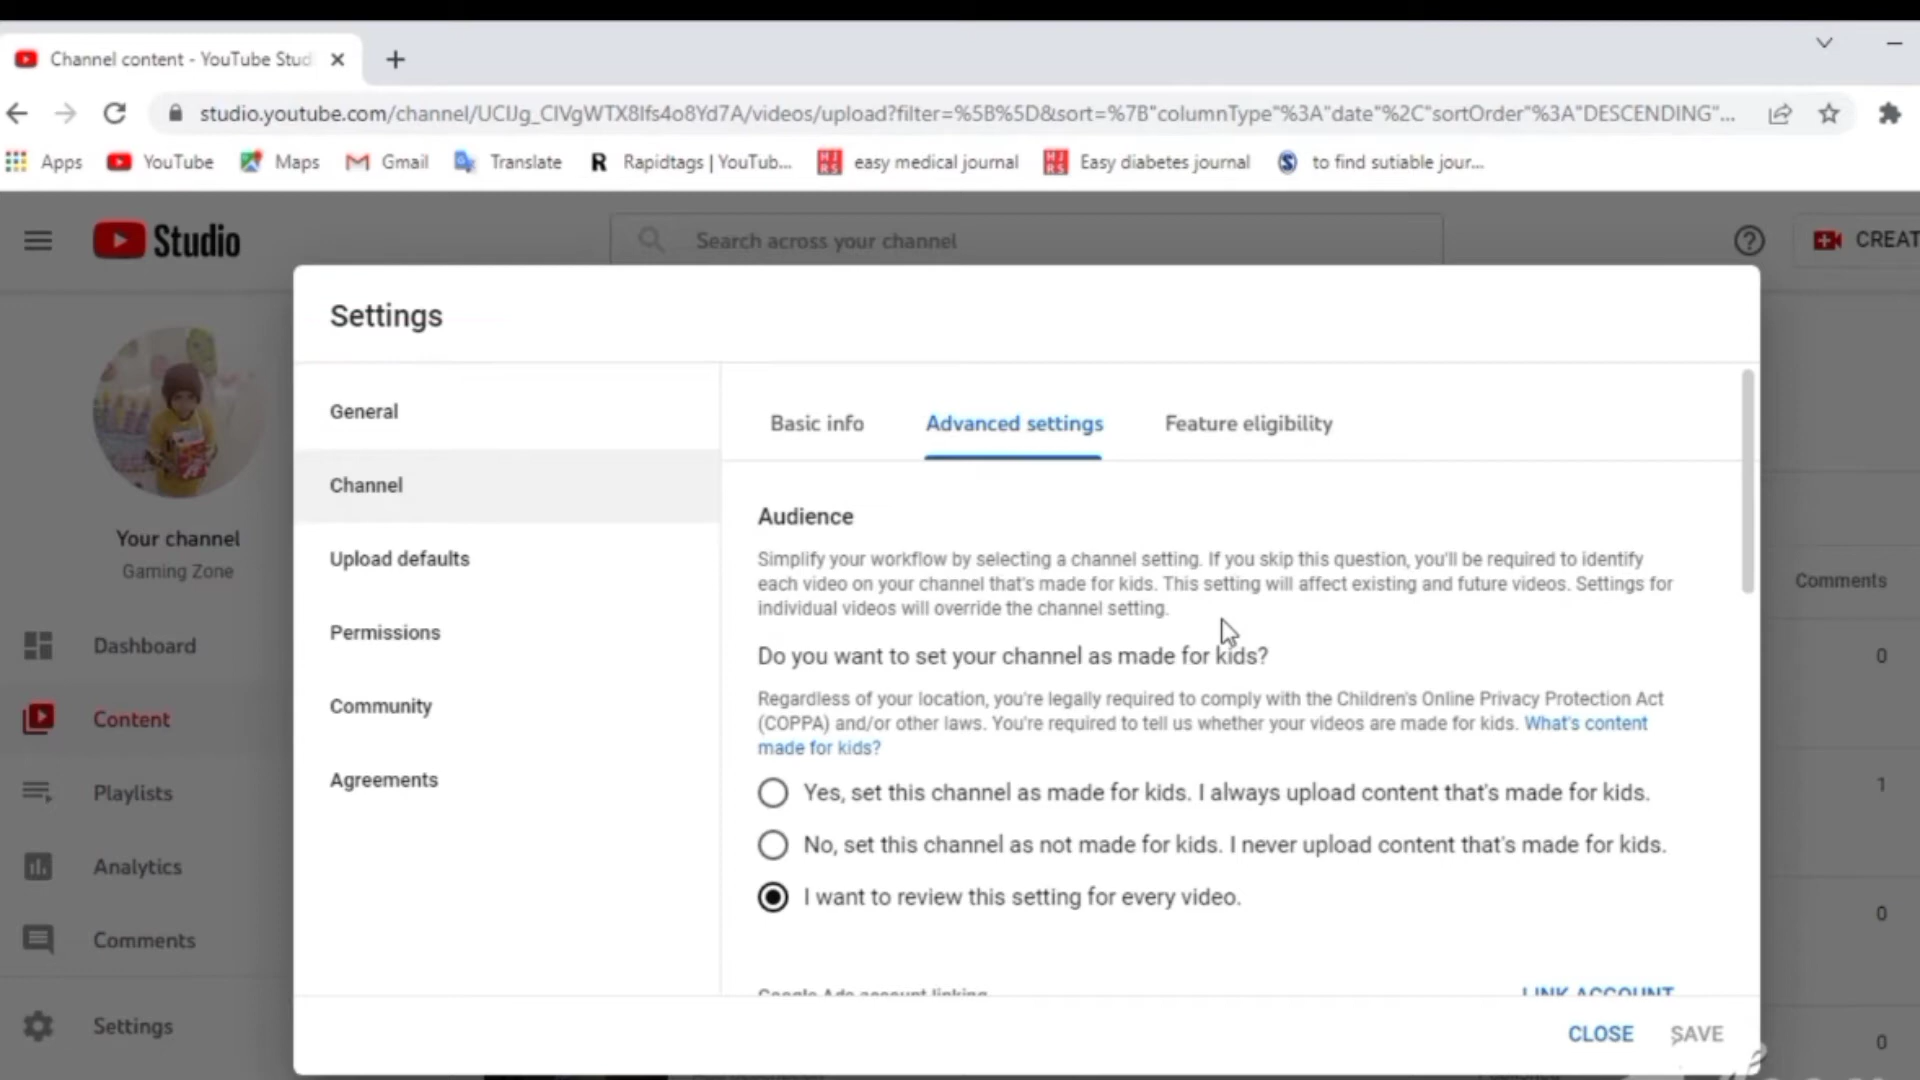 Channel content - YouTube Stud
studio.youtube.com/channel/UCIJg_CIVgWTX8Ifs4o8Yd7A/videos/upload?filter=%5B%5D&sort=%7B"columnType"%3A"date"%2C"sortOrder"%3A"DESCENDING"...
Apps YouTube Maps Gmail Translate R Rapidtags | YouTub... easy medical journal Easy diabetes journal to find sutiable jour...
Studio
Search across your channel
CREAT
Settings
General
Channel
Upload defaults
Permissions
Community
Agreements
Basic info Advanced settings Feature eligibility
Audience
Simplify your workflow by selecting a channel setting. If you skip this question, you'll be required to identify
each video on your channel that's made for kids. This setting will affect existing and future videos. Settings for
individual videos will override the channel setting.
Do you want to set your channel as made for kids?
Regardless of your location, you're legally required to comply with the Children's Online Privacy Protection Act
(COPPA) and/or other laws. You're required to tell us whether your videos are made for kids. What's content
made for kids?
Yes, set this channel as made for kids. I always upload content that's made for kids.
No, set this channel as not made for kids. I never upload content that's made for kids.
I want to review this setting for every video.
Google Ads account linking
LINK ACCOUNT
CLOSE SAVE
Your channel
Gaming Zone
Dashboard
Content
Playlists
Analytics
Comments
Settings
Comments
0
1
0
0